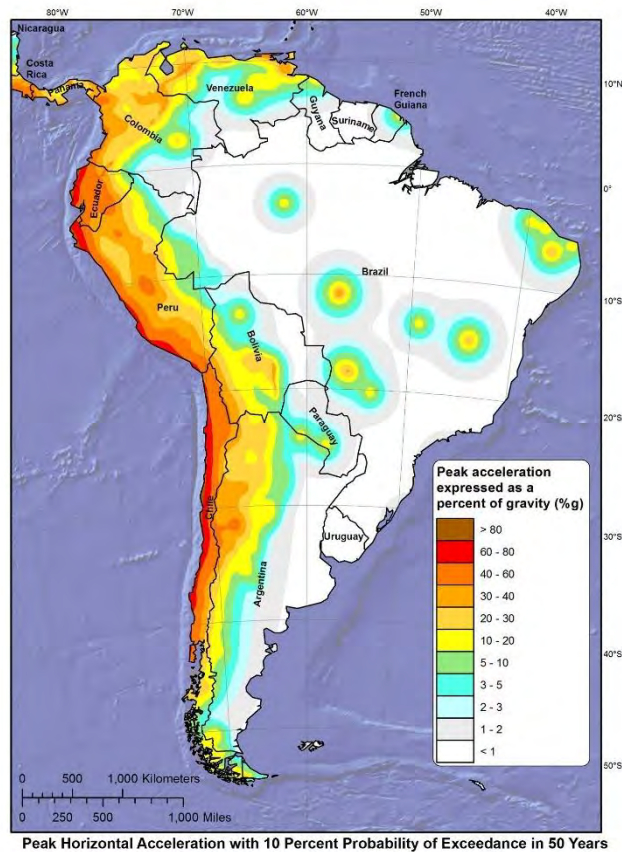 80°W 70°W 60°W 50°W 40°W
Nicaragua
Costa
Rica
Panama
10°N
Venezuela
French
Guiana
Guyana
Suriname
Colombia
0°
Ecuador
Brazil
10°S
Peru
Bolivia
20°S
Paraguay
Peak acceleration
expressed as a
percent of gravity (%g)
> 80
60 - 80
40 - 60
30 - 40
20 - 30
10 - 20
5 - 10
3 - 5
2 - 3
1 - 2
< 1
Chile
Uruguay
30°S
Argentina
40°S
50°S
0 500 1,000 Kilometers
0 250 500 1,000 Miles
Peak Horizontal Acceleration with 10 Percent Probability of Exceedance in 50 Years